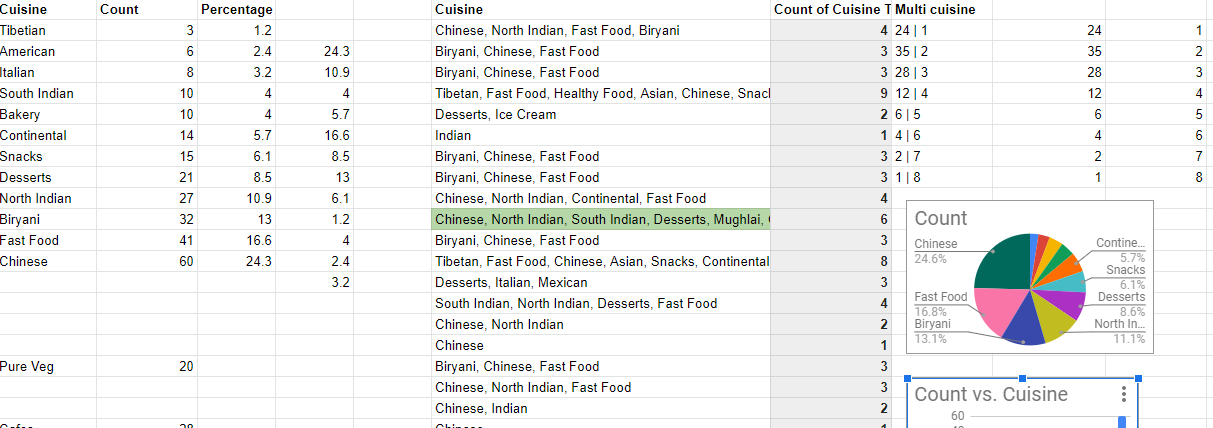 Cuisine Count Percentage Cuisine Count of Cuisine T Multi cuisine
Tibetian 3 1.2 Chinese, North Indian, Fast Food, Biryani 4 24 | 1 24 1
American 6 2.4 24.3 Biryani, Chinese, Fast Food 3 35 | 2 35 2
Italian 8 3.2 10.9 Biryani, Chinese, Fast Food 3 28 | 3 28 3
South Indian 10 4 4 Tibetan, Fast Food, Healthy Food, Asian, Chinese, Snacl 9 12 | 4 12 4
Bakery 10 4 5.7 Desserts, Ice Cream 2 6 | 5 6 5
Continental 14 5.7 16.6 Indian 1 4 | 6 4 6
Snacks 15 6.1 8.5 Biryani, Chinese, Fast Food 3 2 | 7 2 7
Desserts 21 8.5 13 Biryani, Chinese, Fast Food 3 1 | 8 1 8
North Indian 27 10.9 6.1 Chinese, North Indian, Continental, Fast Food 4
Biryani 32 13 1.2 Chinese, North Indian, South Indian, Desserts, Mughlai, 6
Fast Food 41 16.6 4 Biryani, Chinese, Fast Food 3
Chinese 60 24.3 2.4 Tibetan, Fast Food, Chinese, Asian, Snacks, Continental 8
3.2 Desserts, Italian, Mexican 3
South Indian, North Indian, Desserts, Fast Food 4
Chinese, North Indian 2
Chinese 1
Pure Veg 20 Biryani, Chinese, Fast Food 3
Chinese, North Indian, Fast Food 3
Chinese, Indian 2
Count
Chinese
24.6%
Fast Food
16.8%
Biryani
13.1%
Contine...
5.7%
Snacks
6.1%
Desserts
8.6%
North In...
11.1%
Count vs. Cuisine
60